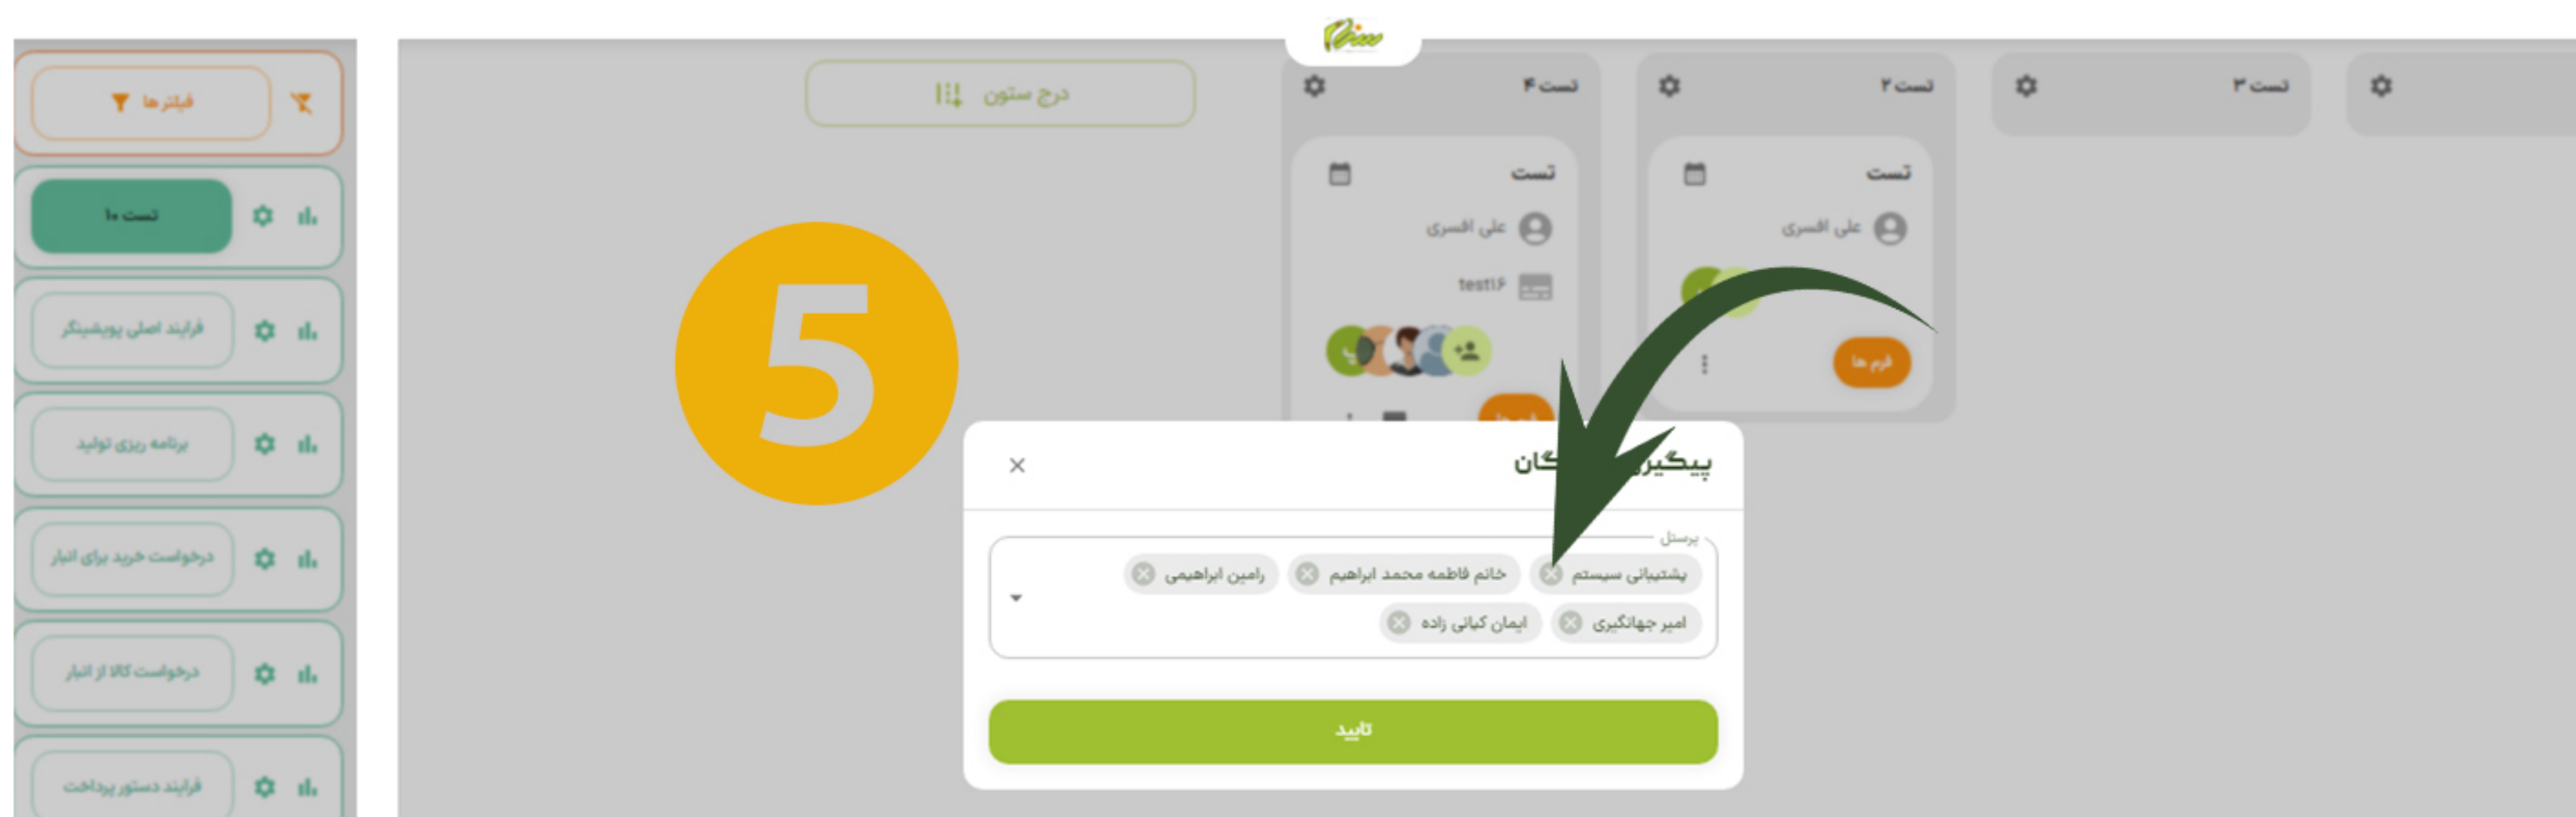 تست ۳
تست ۲
تست ۴
درج ستون
تست
علی افسری
فرم ها
تست
علی افسری
test۱۶
5
پرسنل
پشتیبانی سیستم
خانم فاطمه محمد ابراهیم
رامین ابراهیمی
امیر جهانگیری
ایمان کیانی زاده
تایید
فیلتر ها
تست ۱۰
فرایند اصلی پویشینگر
برنامه ریزی تولید
درخواست خرید برای انبار
درخواست کالا از انبار
فرایند دستور پرداخت